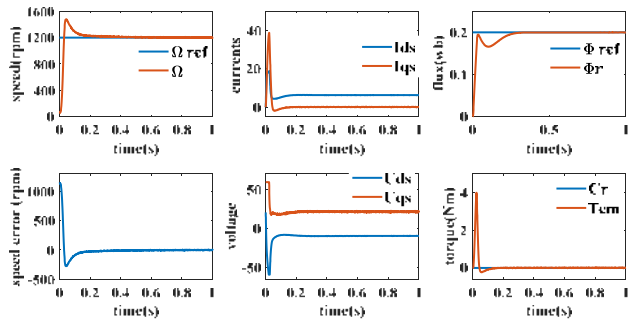 speed(rpm)
1600
1200
800
400
0
Ω ref
Ω
0 0.2 0.4 0.6 0.8 1
time(s)
currents
40
20
0
Ids
Iqs
0 0.2 0.4 0.6 0.8 1
time(s)
flux(wb)
0.2
0.1
0
Φ ref
Φr
0 0.5 1
time(s)
speed error (rpm)
1000
500
0
-500
0 0.2 0.4 0.6 0.8 1
time(s)
voltage
50
0
-50
Uds
Uqs
0 0.2 0.4 0.6 0.8 1
time(s)
torque(Nm)
4
2
0
Cr
Tem
0 0.2 0.4 0.6 0.8 1
time(s)